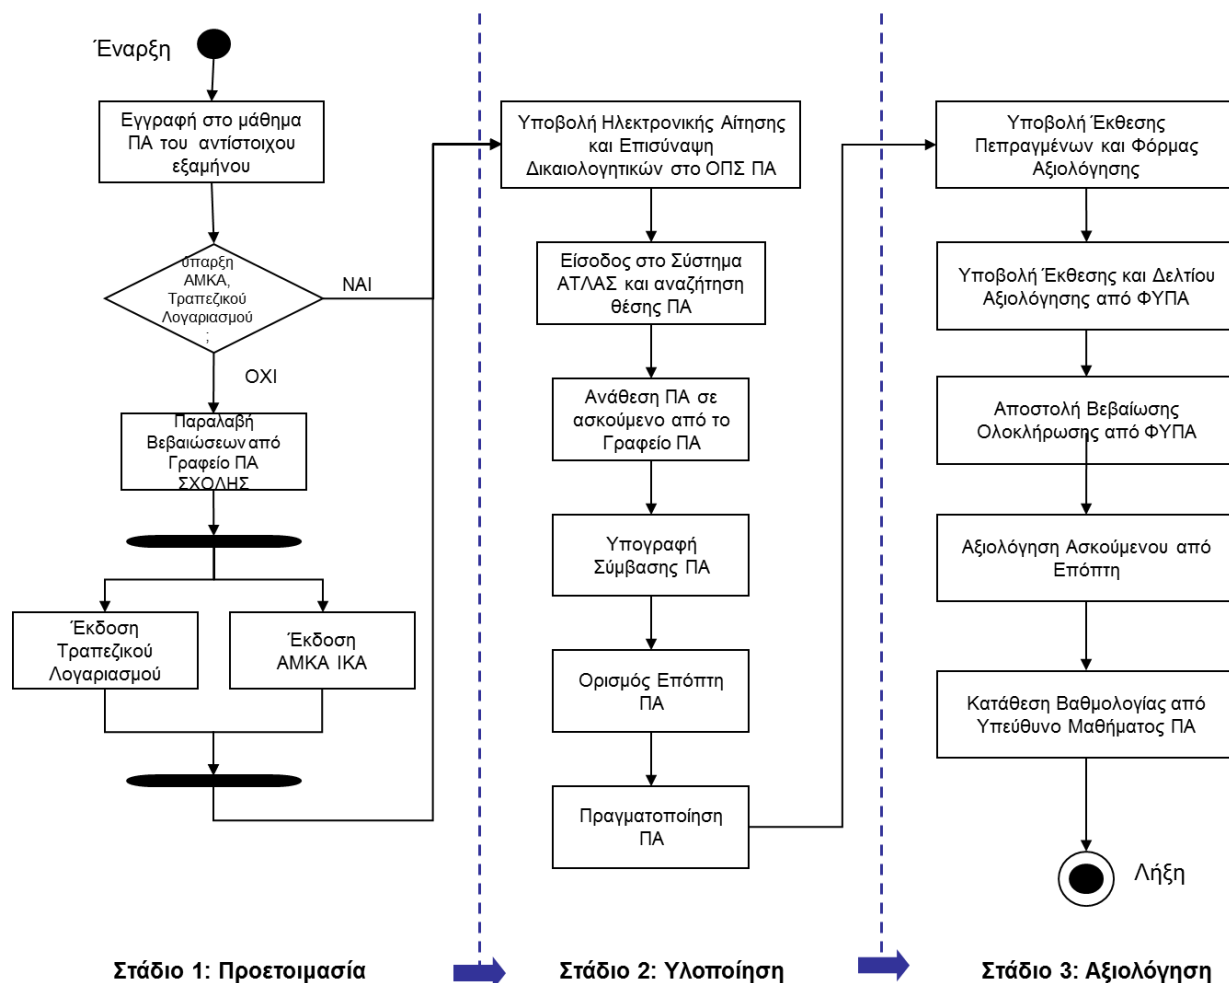 Έναρξη
Εγγραφή στο μάθημα
ΠΑ του αντίστοιχου
εξαμήνου
ύπαρξη
ΑΜΚΑ,
Τραπεζικού
Λογαριασμού
;
ΝΑΙ
ΟΧΙ
Παραλαβή
Βεβαιώσεων από
Γραφείο ΠΑ
ΣΧΟΛΗΣ
Έκδοση
Τραπεζικού
Λογαριασμού
Έκδοση
ΑΜΚΑ ΙΚΑ
Στάδιο 1: Προετοιμασία
Υποβολή Ηλεκτρονικής Αίτησης
και Επισύναψη
Δικαιολογητικών στο ΟΠΣ ΠΑ
Είσοδος στο Σύστημα
ΑΤΛΑΣ και αναζήτηση
θέσης ΠΑ
Ανάθεση ΠΑ σε
ασκούμενο από το
Γραφείο ΠΑ
Υπογραφή
Σύμβασης ΠΑ
Ορισμός Επόπτη
ΠΑ
Πραγματοποίηση
ΠΑ
Στάδιο 2: Υλοποίηση
Υποβολή Έκθεσης
Πεπραγμένων και Φόρμας
Αξιολόγησης
Υποβολή Έκθεσης και Δελτίου
Αξιολόγησης από ΦΥΠΑ
Αποστολή Βεβαίωσης
Ολοκλήρωσης από ΦΥΠΑ
Αξιολόγηση Ασκούμενου από
Επόπτη
Κατάθεση Βαθμολογίας από
Υπεύθυνο Μαθήματος ΠΑ
Λήξη
Στάδιο 3: Αξιολόγηση